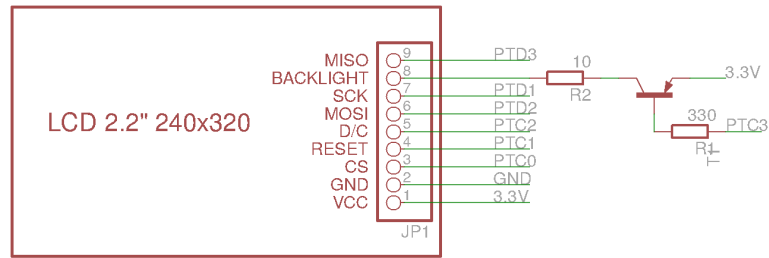 MISO 9 PTD3
BACKLIGHT 8 10 3.3V
R2
SCK 7 PTD1
MOSI 6 PTD2
LCD 2.2" 240x320
D/C 5 PTC2 330 PTC3
RESET 4 PTC1 R1
T1
CS 3 PTC0
GND 2 GND
VCC 1 3.3V
JP1